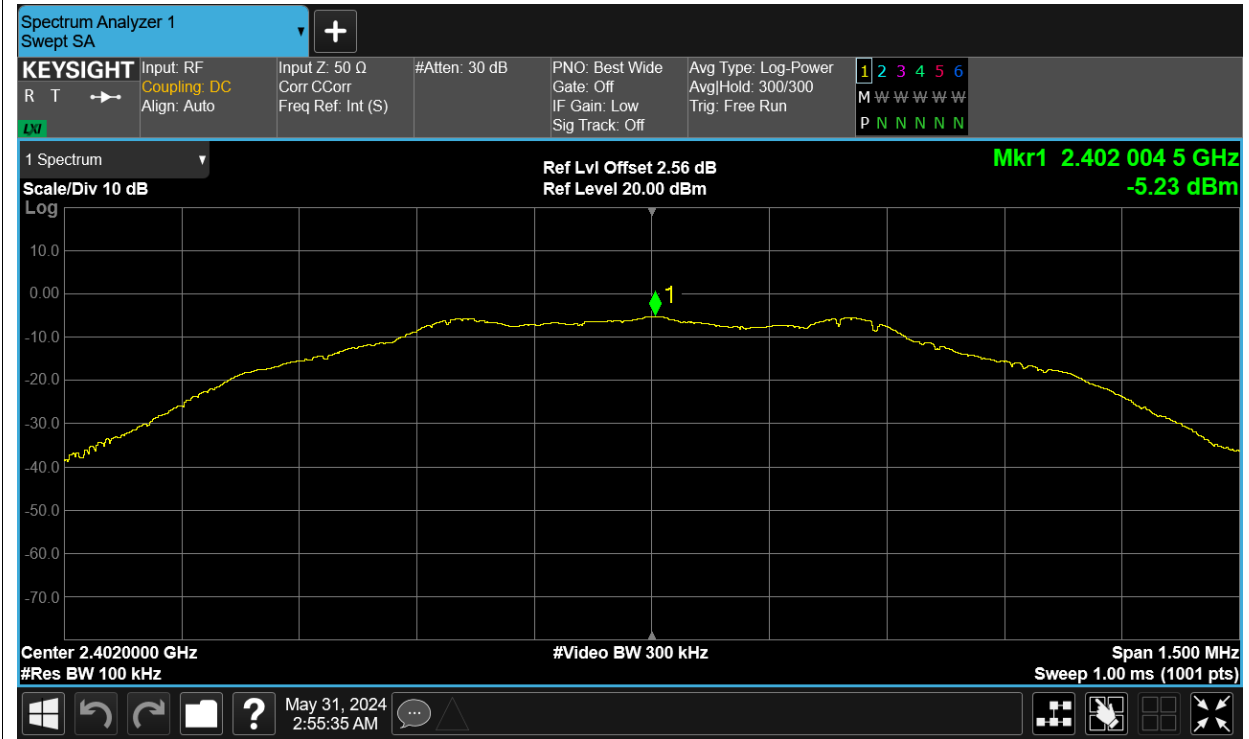 Spectrum Analyzer 1
Swept SA
KEYSIGHT
R T
LXI
Input: RF
Coupling: DC
Align: Auto
Input Z: 50 Ω
Corr CCorr
Freq Ref: Int (S)
#Atten: 30 dB
PNO: Best Wide
Gate: Off
IF Gain: Low
Sig Track: Off
Avg Type: Log-Power
Avg|Hold: 300/300
Trig: Free Run
1 2 3 4 5 6
M W W W W W
P N N N N N
1 Spectrum
Scale/Div 10 dB
Log
Ref Lvl Offset 2.56 dB
Ref Level 20.00 dBm
Mkr1 2.402 004 5 GHz
-5.23 dBm
10.0
0.00
-10.0
-20.0
-30.0
-40.0
-50.0
-60.0
-70.0
1
Center 2.4020000 GHz
#Res BW 100 kHz
#Video BW 300 kHz
Span 1.500 MHz
Sweep 1.00 ms (1001 pts)
?
May 31, 2024
2:55:35 AM